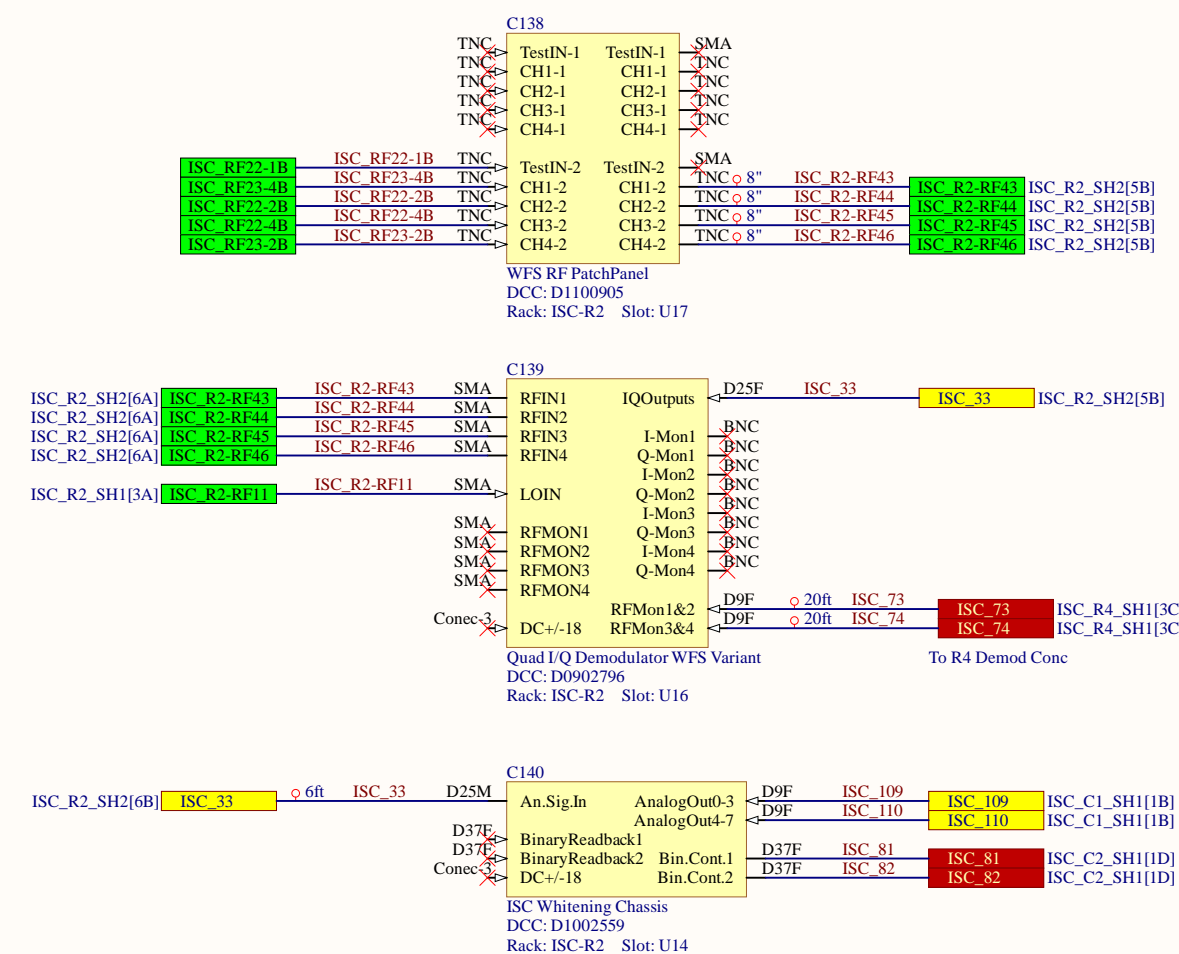 C138
TNC TestIN-1 TestIN-1 SMA
TNC CH1-1 CH1-1 TNC
TNC CH2-1 CH2-1 TNC
TNC CH3-1 CH3-1 TNC
TNC CH4-1 CH4-1 TNC
ISC_RF22-1B ISC_RF22-1B TNC TestIN-2 TestIN-2 SMA
ISC_RF23-4B ISC_RF23-4B TNC CH1-2 CH1-2 TNC 8" ISC_R2-RF43 ISC_R2-RF43 ISC_R2_SH2[5B]
ISC_RF22-2B ISC_RF22-2B TNC CH2-2 CH2-2 TNC 8" ISC_R2-RF44 ISC_R2-RF44 ISC_R2_SH2[5B]
ISC_RF22-4B ISC_RF22-4B TNC CH3-2 CH3-2 TNC 8" ISC_R2-RF45 ISC_R2-RF45 ISC_R2_SH2[5B]
ISC_RF23-2B ISC_RF23-2B TNC CH4-2 CH4-2 TNC 8" ISC_R2-RF46 ISC_R2-RF46 ISC_R2_SH2[5B]
WFS RF PatchPanel
DCC: D1100905
Rack: ISC-R2 Slot: U17
C139
ISC_R2_SH2[6A] ISC_R2-RF43 ISC_R2-RF43 SMA RFIN1 IQOutputs D25F ISC_33 ISC_33 ISC_R2_SH2[5B]
ISC_R2_SH2[6A] ISC_R2-RF44 ISC_R2-RF44 SMA RFIN2
ISC_R2_SH2[6A] ISC_R2-RF45 ISC_R2-RF45 SMA RFIN3 I-Mon1 BNC
ISC_R2_SH2[6A] ISC_R2-RF46 ISC_R2-RF46 SMA RFIN4 Q-Mon1 BNC
I-Mon2 BNC
ISC_R2_SH1[3A] ISC_R2-RF11 ISC_R2-RF11 SMA LOIN Q-Mon2 BNC
I-Mon3 BNC
SMA RFMON1 Q-Mon3 BNC
SMA RFMON2 I-Mon4 BNC
SMA RFMON3 Q-Mon4 BNC
SMA RFMON4
RFMon1&2 D9F 20ft ISC_73 ISC_73 ISC_R4_SH1[3C
Conec-3 DC+/-18 RFMon3&4 D9F 20ft ISC_74 ISC_74 ISC_R4_SH1[3C
Quad I/Q Demodulator WFS Variant To R4 Demod Conc
DCC: D0902796
Rack: ISC-R2 Slot: U16
C140
ISC_R2_SH2[6B] ISC_33 6ft ISC_33 D25M An.Sig.In AnalogOut0-3 D9F ISC_109 ISC_109 ISC_C1_SH1[1B]
AnalogOut4-7 D9F ISC_110 ISC_110 ISC_C1_SH1[1B]
D37F BinaryReadback1
D37F BinaryReadback2 Bin.Cont.1 D37F ISC_81 ISC_81 ISC_C2_SH1[1D]
Conec-3 DC+/-18 Bin.Cont.2 D37F ISC_82 ISC_82 ISC_C2_SH1[1D]
ISC Whitening Chassis
DCC: D1002559
Rack: ISC-R2 Slot: U14